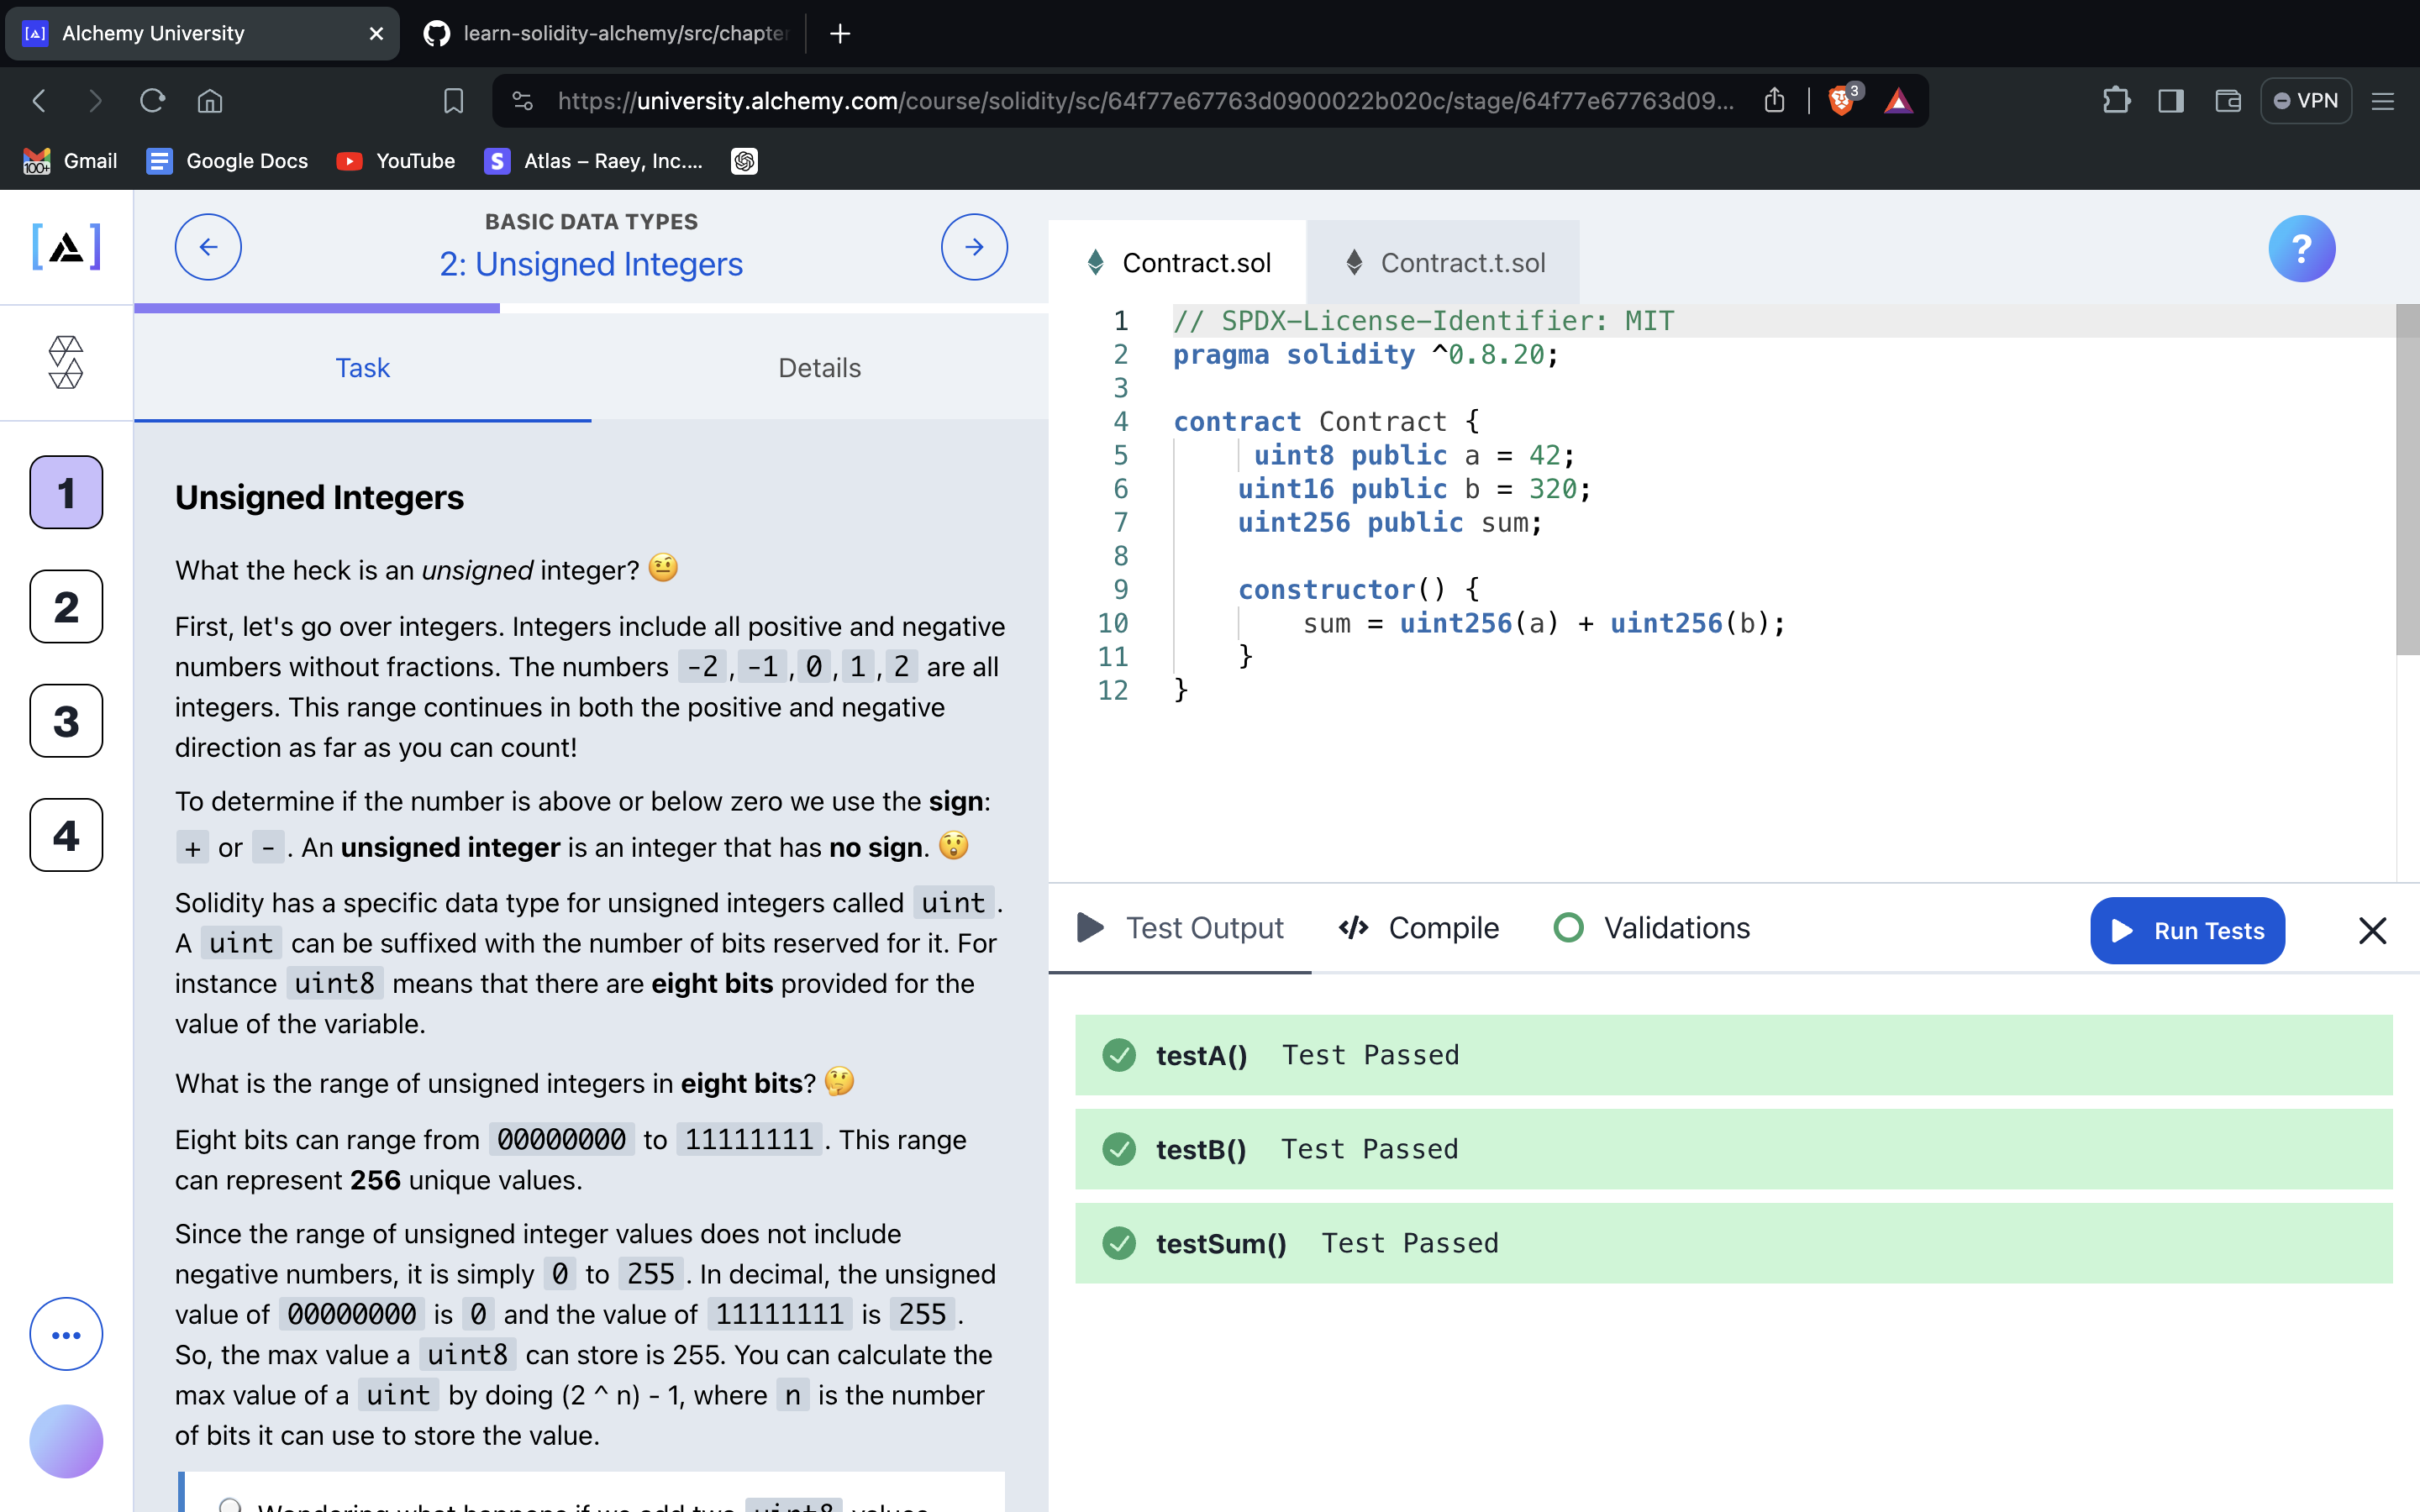 Alchemy University
learn-solidity-alchemy/src/chapter
https://university.alchemy.com/course/solidity/sc/64f77e67763d0900022b020c/stage/64f77e67763d09...
3
VPN
100+
Gmail
Google Docs
YouTube
S
Atlas – Raey, Inc....
BASIC DATA TYPES
2: Unsigned Integers
Task
Details
1
2
3
4
Unsigned Integers
What the heck is an unsigned integer? 🤨
First, let's go over integers. Integers include all positive and negative
numbers without fractions. The numbers -2, -1, 0, 1, 2 are all
integers. This range continues in both the positive and negative
direction as far as you can count!
To determine if the number is above or below zero we use the sign:
+ or -. An unsigned integer is an integer that has no sign. 😲
Solidity has a specific data type for unsigned integers called uint.
A uint can be suffixed with the number of bits reserved for it. For
instance uint8 means that there are eight bits provided for the
value of the variable.
What is the range of unsigned integers in eight bits? 🤔
Eight bits can range from 00000000 to 11111111. This range
can represent 256 unique values.
Since the range of unsigned integer values does not include
negative numbers, it is simply 0 to 255. In decimal, the unsigned
value of 00000000 is 0 and the value of 11111111 is 255.
So, the max value a uint8 can store is 255. You can calculate the
max value of a uint by doing (2 ^ n) - 1, where n is the number
of bits it can use to store the value.
Wondering what happens if we add two uint8 values
Contract.sol
Contract.t.sol
?
1 // SPDX-License-Identifier: MIT
2 pragma solidity ^0.8.20;
3
4 contract Contract {
5 uint8 public a = 42;
6 uint16 public b = 320;
7 uint256 public sum;
8
9 constructor() {
10 sum = uint256(a) + uint256(b);
11 }
12 }
Test Output
</> Compile
Validations
Run Tests
testA() Test Passed
testB() Test Passed
testSum() Test Passed